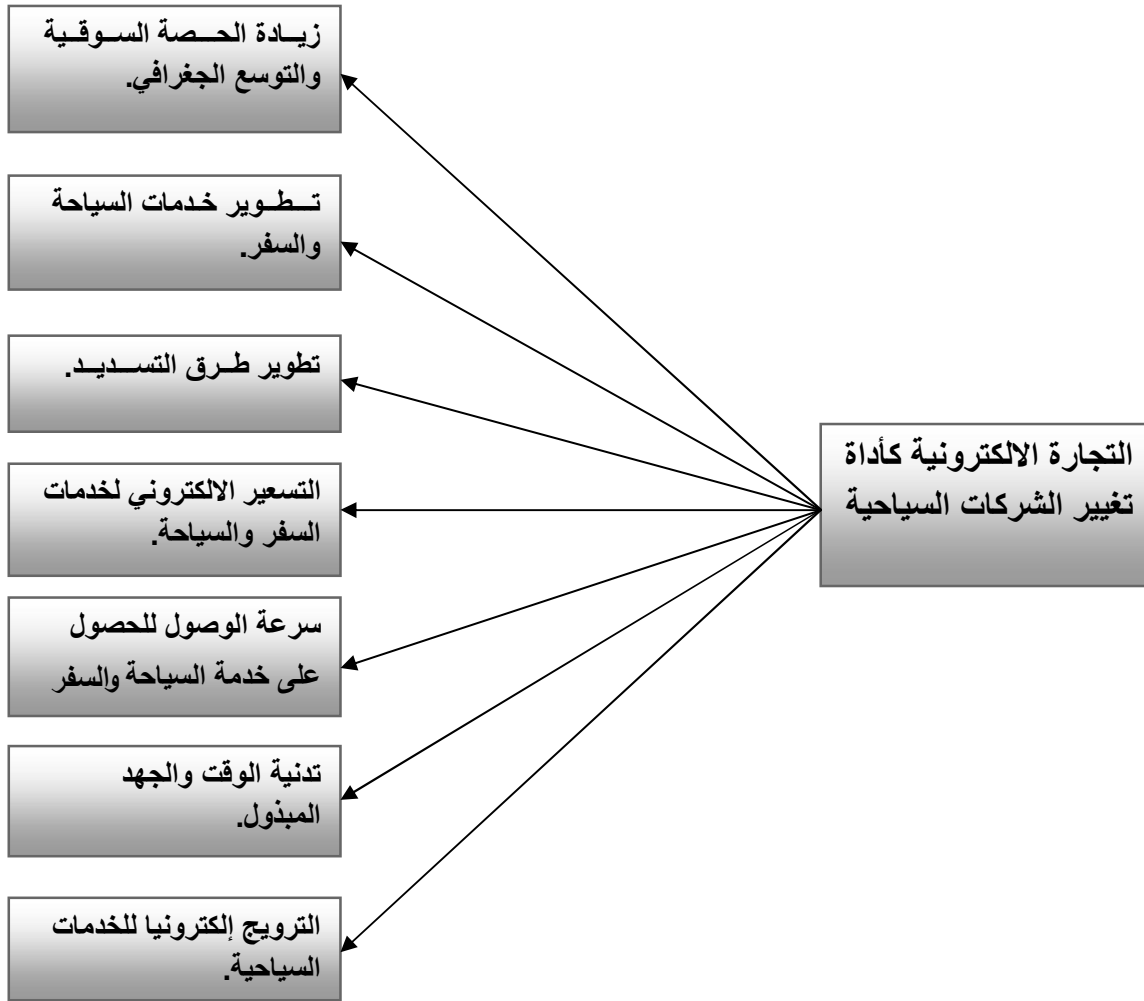 زيادة الحصة السوقية
والتوسع الجغرافي.
تطوير خدمات السياحة
والسفر.
تطوير طرق التسديد.
التجارة الالكترونية كأداة
تغيير الشركات السياحية
التسعير الالكتروني لخدمات
السفر والسياحة.
سرعة الوصول للحصول
على خدمة السياحة والسفر
تدنية الوقت والجهد
المبذول.
الترويج إلكترونيا للخدمات
السياحية.